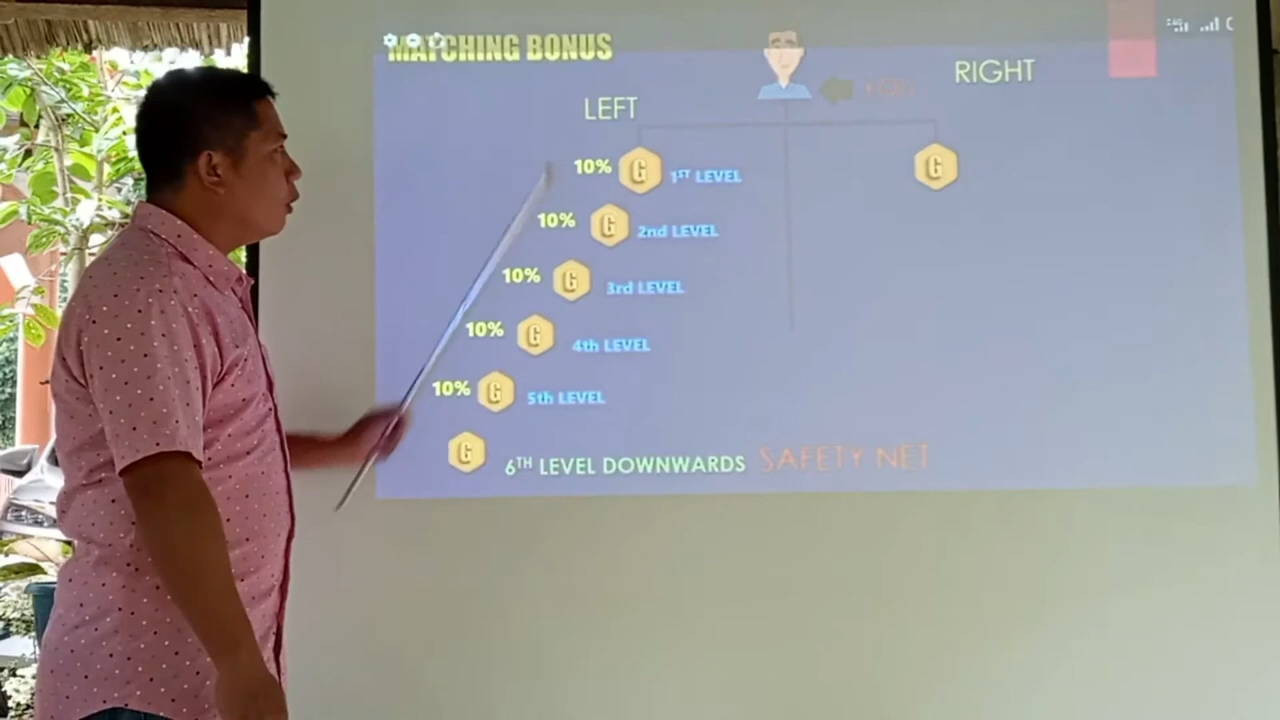 MATCHING BONUS
YOU
RIGHT
LEFT
10% G 1ST LEVEL
G
10% G 2nd LEVEL
10% G 3rd LEVEL
10% G 4th LEVEL
10% G 5th LEVEL
G 6TH LEVEL DOWNWARDS SAFETY NET